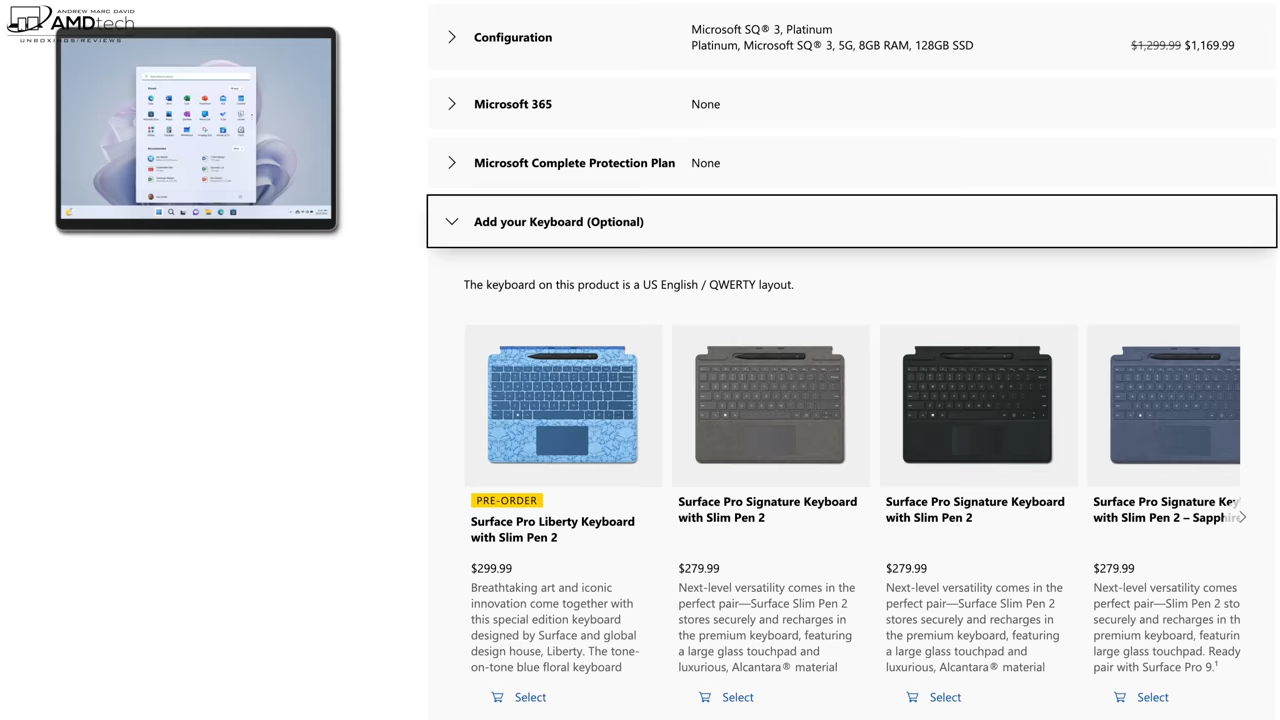 ANDREW MARC DAVID
AMDtech
UNBOXINGS/REVIEWS
Configuration
Microsoft SQ® 3, Platinum
Platinum, Microsoft SQ® 3, 5G, 8GB RAM, 128GB SSD
$1,299.99 $1,169.99
Microsoft 365
None
Microsoft Complete Protection Plan
None
Add your Keyboard (Optional)
The keyboard on this product is a US English / QWERTY layout.
PRE-ORDER
Surface Pro Liberty Keyboard
with Slim Pen 2
$299.99
Breathtaking art and iconic
innovation come together with
this special edition keyboard
designed by Surface and global
design house, Liberty. The tone-
on-tone blue floral keyboard
Select
Surface Pro Signature Keyboard
with Slim Pen 2
$279.99
Next-level versatility comes in the
perfect pair—Surface Slim Pen 2
stores securely and recharges in
the premium keyboard, featuring
a large glass touchpad and
luxurious, Alcantara® material
Select
Surface Pro Signature Keyboard
with Slim Pen 2
$279.99
Next-level versatility comes in the
perfect pair—Surface Slim Pen 2
stores securely and recharges in
the premium keyboard, featuring
a large glass touchpad and
luxurious, Alcantara® material
Select
Surface Pro Signature Key
with Slim Pen 2 – Sapphire
$279.99
Next-level versatility comes
perfect pair—Slim Pen 2 sto
securely and recharges in th
premium keyboard, featurin
large glass touchpad. Ready
pair with Surface Pro 9.¹
Select